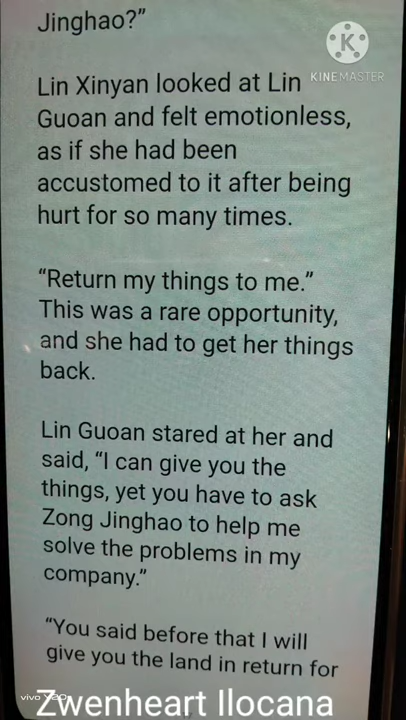 Jinghao?”
KINEMASTER
Lin Xinyan looked at Lin
Guoan and felt emotionless,
as if she had been
accustomed to it after being
hurt for so many times.
“Return my things to me.”
This was a rare opportunity,
and she had to get her things
back.
Lin Guoan stared at her and
said, “I can give you the
things, yet you have to ask
Zong Jinghao to help me
solve the problems in my
company.”
“You said before that I will
give you the land in return for
vivo Y20
Zwenheart Ilocana